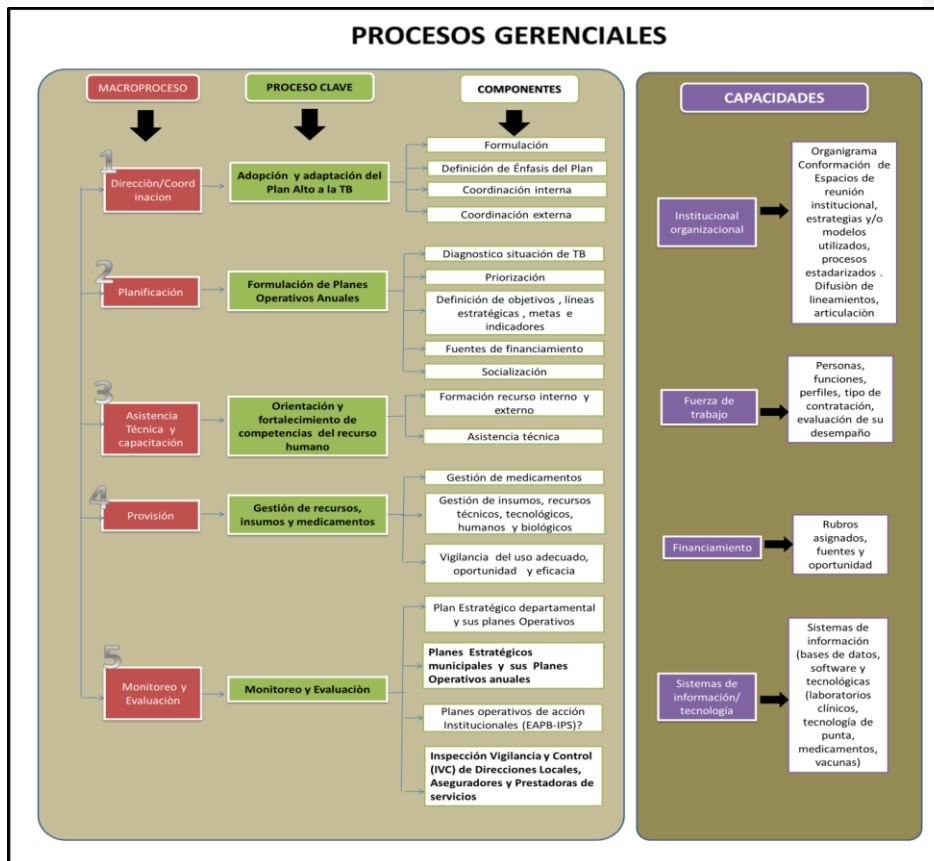 PROCESOS GERENCIALES
MACROPROCESO
PROCESO CLAVE
COMPONENTES
1
Direcciòn/Coord
inacion
Adopción y adaptación del
Plan Alto a la TB
Formulación
Definición de Énfasis del Plan
Coordinación interna
Coordinación externa
2
Planificación
Formulación de Planes
Operativos Anuales
Diagnostico situación de TB
Priorización
Definición de objetivos , líneas
estratégicas , metas e
indicadores
Fuentes de financiamiento
Socialización
3
Asistencia
Técnica y
capacitación
Orientación y
fortalecimiento de
competencias del recurso
humano
Formación recurso interno y
externo
Asistencia técnica
4
Provisión
Gestión de recursos,
insumos y medicamentos
Gestión de medicamentos
Gestión de insumos, recursos
técnicos, tecnológicos,
humanos y biológicos
Vigilancia del uso adecuado,
oportunidad y eficacia
5
Monitoreo y
Evaluaciòn
Monitoreo y Evaluaciòn
Plan Estratégico departamental
y sus planes Operativos
Planes Estratégicos
municipales y sus Planes
Operativos anuales
Planes operativos de acción
Institucionales (EAPB-IPS)?
Inspección Vigilancia y Control
(IVC) de Direcciones Locales,
Aseguradores y Prestadoras de
servicios
CAPACIDADES
Institucional
organizacional
Organigrama
Conformación de
Espacios de
reunión
institucional,
estrategias y/o
modelos
utilizados,
procesos
estadarizados .
Difusiòn de
lineamientos,
articulaciòn
Fuerza de
trabajo
Personas,
funciones,
perfiles, tipo de
contratación,
evaluación de su
desempaño
Financiamiento
Rubros
asignados,
fuentes y
oportunidad
Sistemas de
información/
tecnología
Sistemas de
información
(bases de datos,
software y
tecnológicas
(laboratorios
clínicos,
tecnología de
punta,
medicamentos,
vacunas)